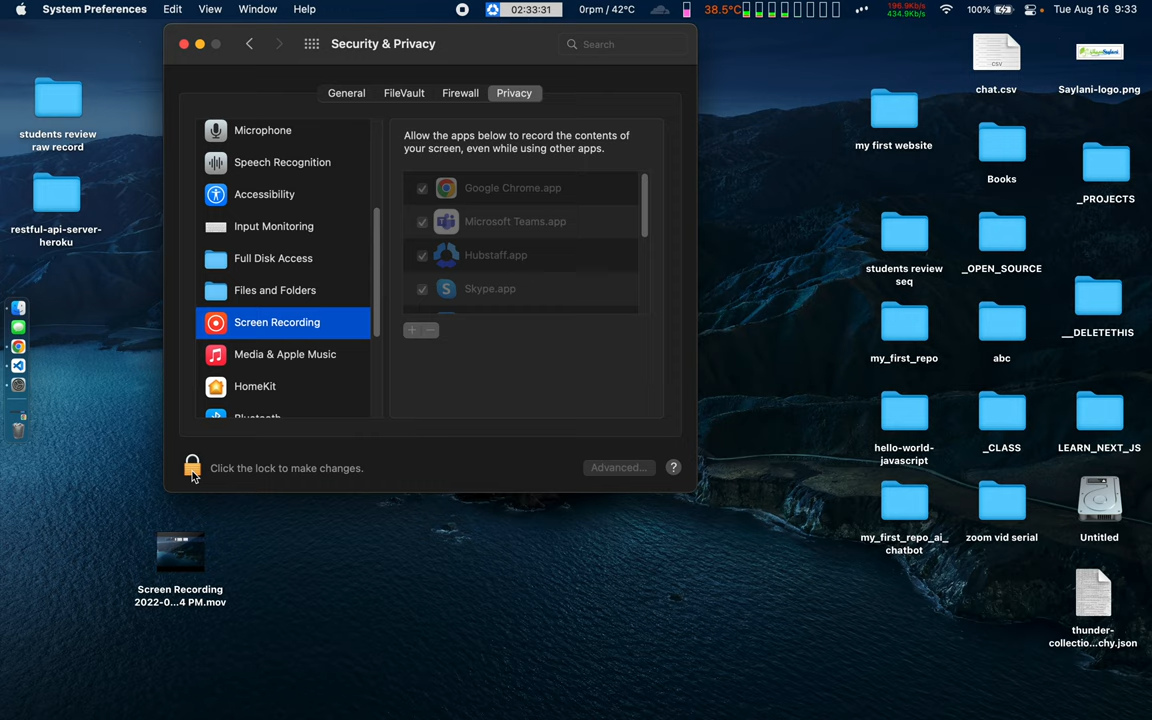 System Preferences Edit View Window Help
02:33:31 0rpm / 42°C 38.5°C 196.9Kb/s 434.9Kb/s 100% Tue Aug 16 9:33
Security & Privacy
Search
General FileVault Firewall Privacy
Microphone
Speech Recognition
Accessibility
Input Monitoring
Full Disk Access
Files and Folders
Screen Recording
Media & Apple Music
HomeKit
Bluetooth
Allow the apps below to record the contents of
your screen, even while using other apps.
Google Chrome.app
Microsoft Teams.app
Hubstaff.app
Skype.app
+ −
Click the lock to make changes.
Advanced... ?
students review
raw record
restful-api-server-
heroku
Screen Recording
2022-0...4 PM.mov
CSV
chat.csv
Saylani-logo.png
my first website
Books
_PROJECTS
students review
seq
_OPEN_SOURCE
__DELETETHIS
my_first_repo
abc
hello-world-
javascript
_CLASS
LEARN_NEXT_JS
my_first_repo_ai_
chatbot
zoom vid serial
Untitled
thunder-
collectio...chy.json